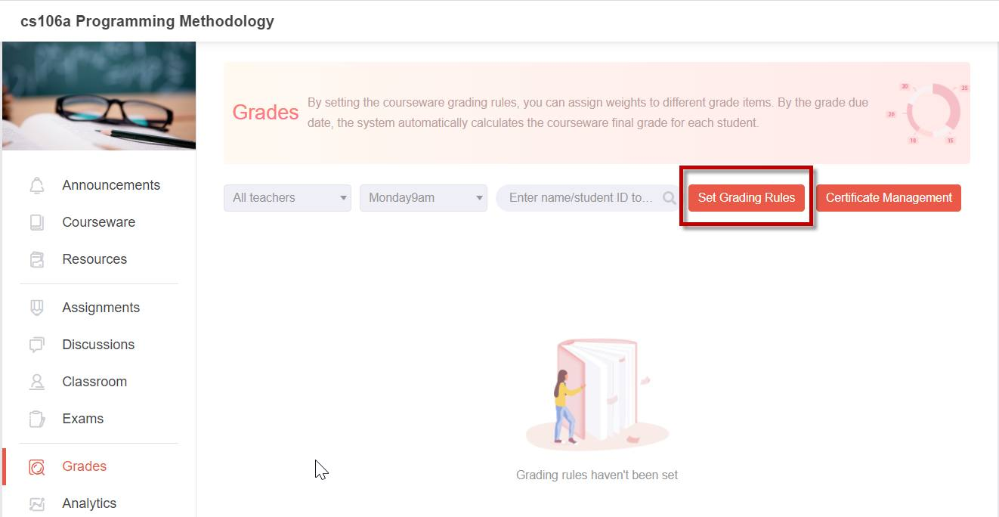 cs106a Programming Methodology
Grades
By setting the courseware grading rules, you can assign weights to different grade items. By the grade due
date, the system automatically calculates the courseware final grade for each student.
20
35
20
10
15
All teachers
Monday9am
Enter name/student ID to...
Set Grading Rules
Certificate Management
Announcements
Courseware
Resources
Assignments
Discussions
Classroom
Exams
Grades
Analytics
Grading rules haven't been set